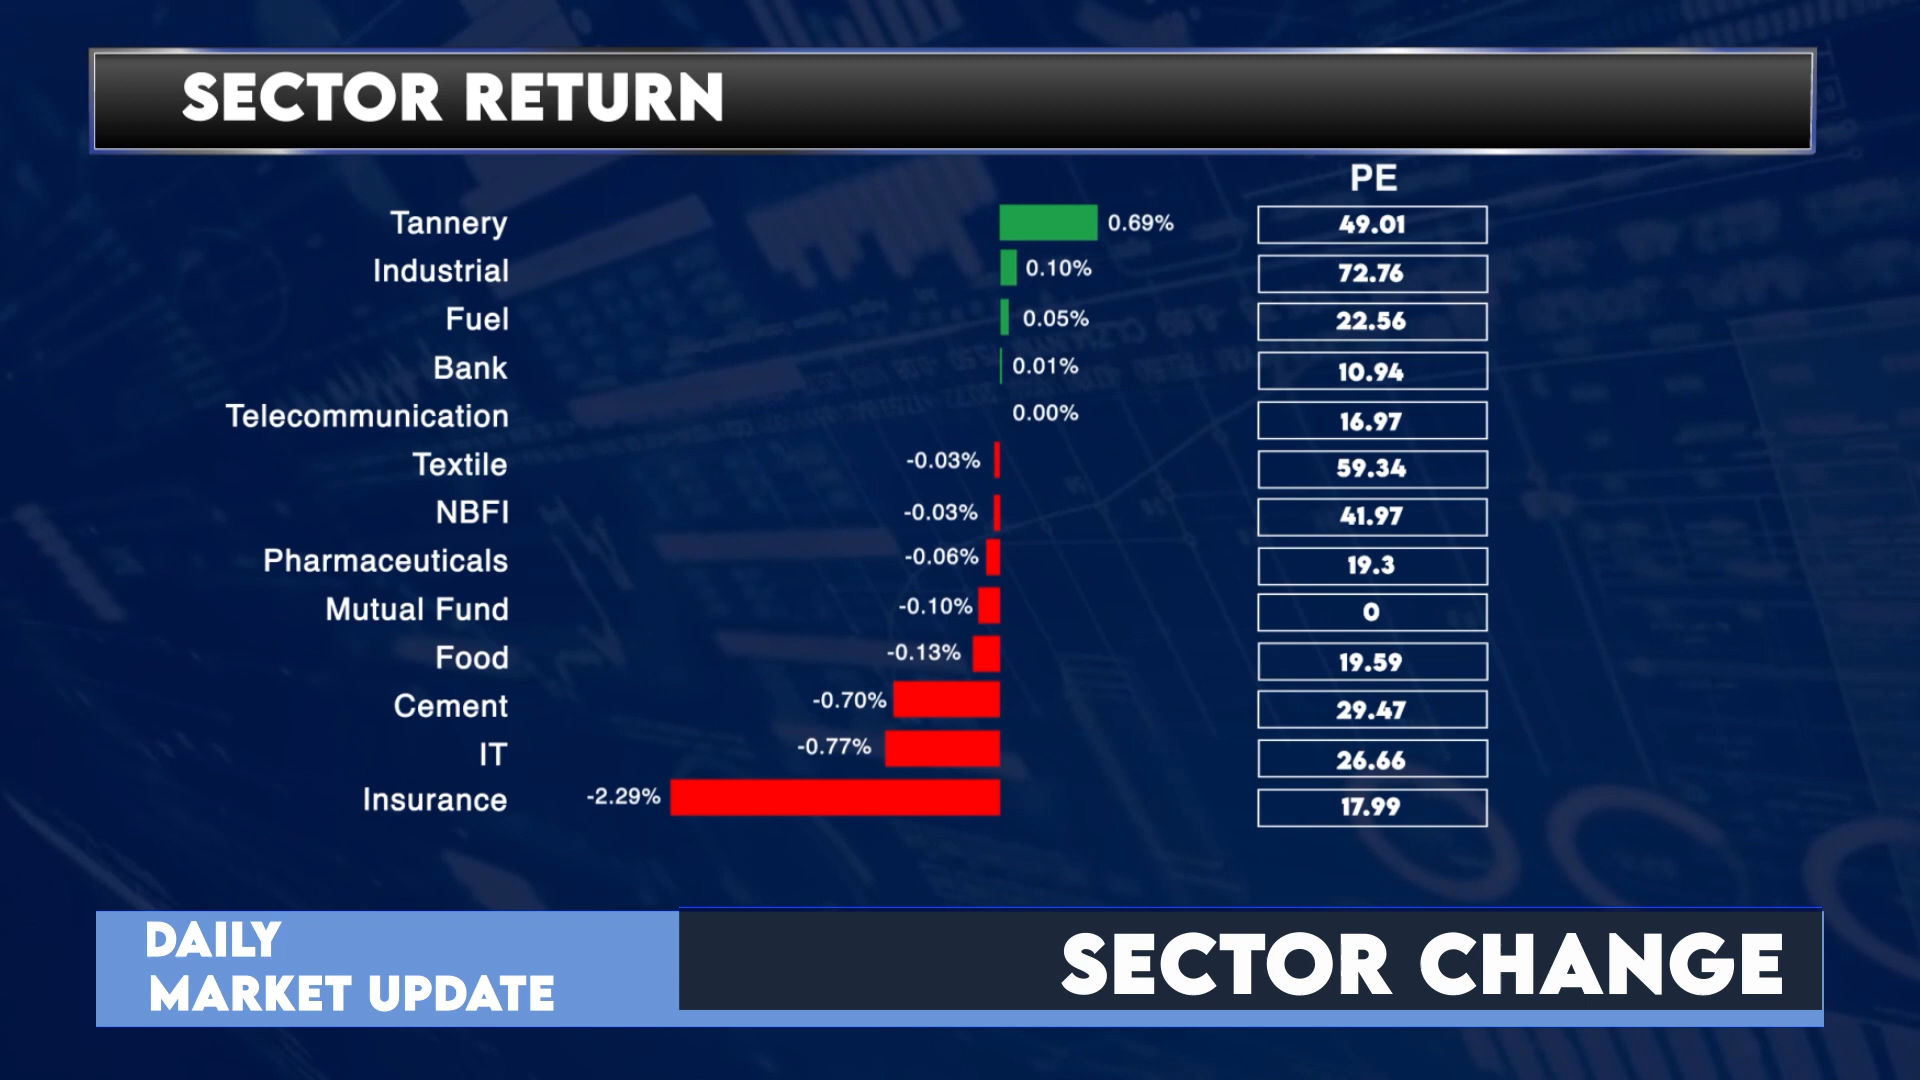 SECTOR RETURN
PE
Tannery 0.69% 49.01
Industrial 0.10% 72.76
Fuel 0.05% 22.56
Bank 0.01% 10.94
Telecommunication 0.00% 16.97
Textile -0.03% 59.34
NBFI -0.03% 41.97
Pharmaceuticals -0.06% 19.3
Mutual Fund -0.10% 0
Food -0.13% 19.59
Cement -0.70% 29.47
IT -0.77% 26.66
Insurance -2.29% 17.99
DAILY
MARKET UPDATE
SECTOR CHANGE